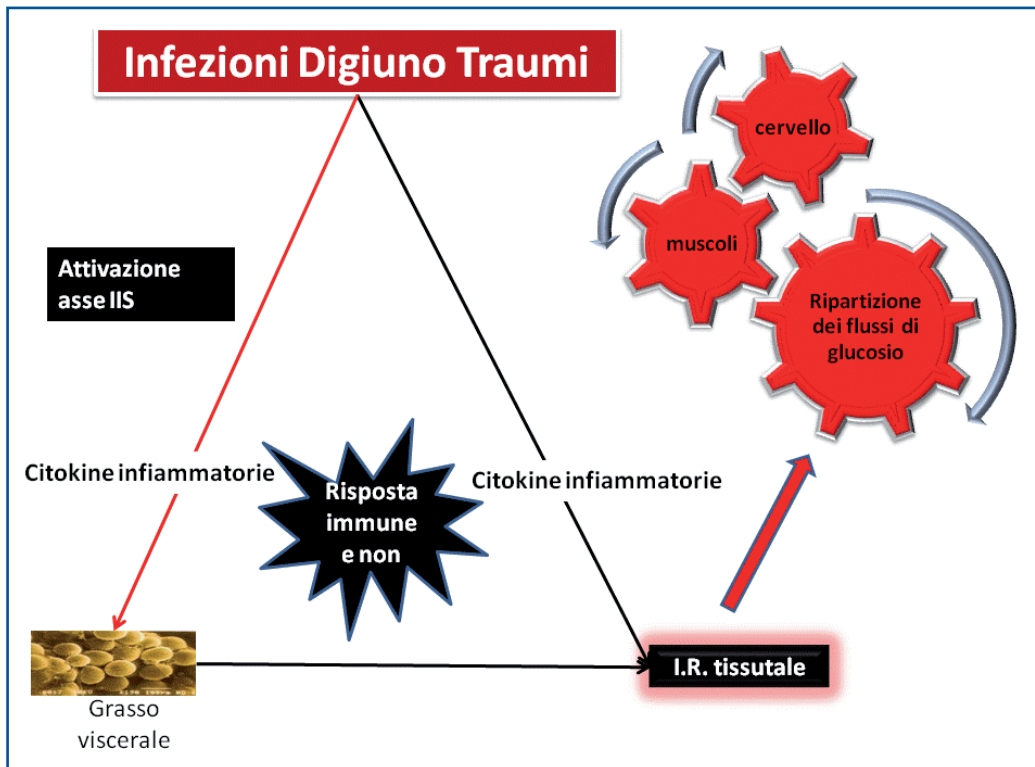 Infezioni Digiuno Traumi
cervello
muscoli
Ripartizione
dei flussi di
glucosio
Attivazione
asse IIS
Citokine infiammatorie
Risposta
immune
e non
Citokine infiammatorie
I.R. tissutale
Grasso
viscerale